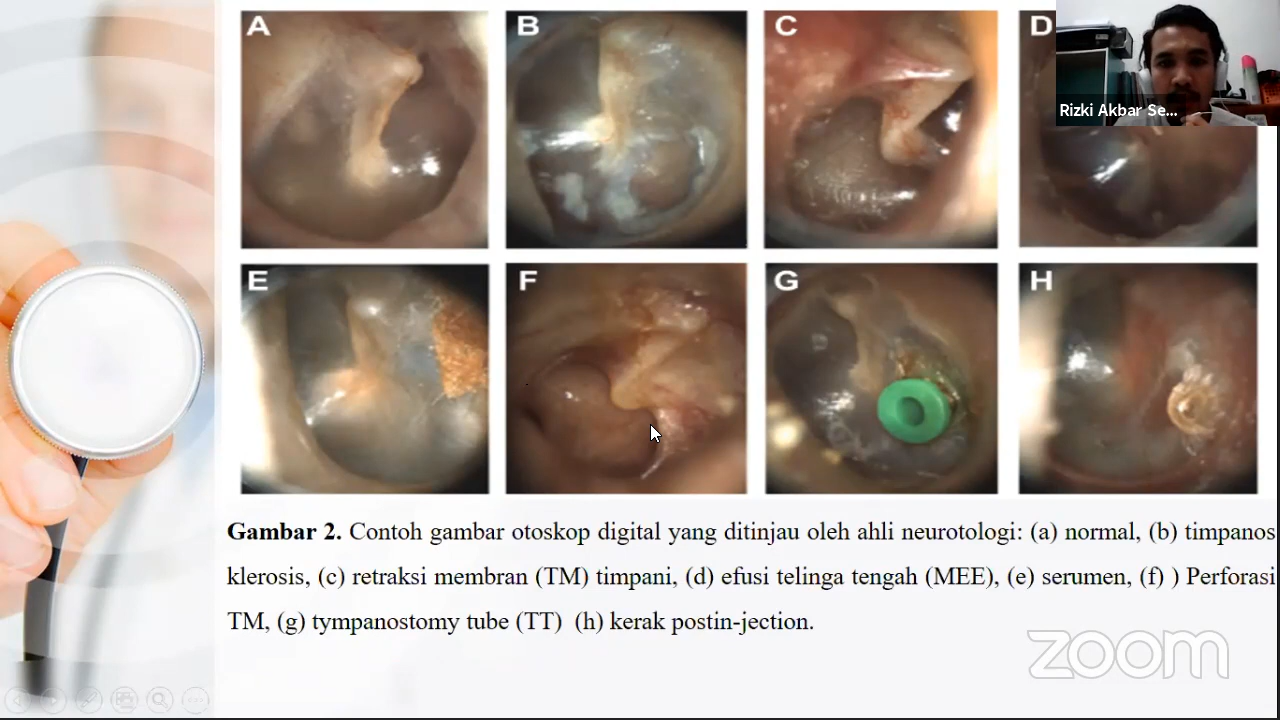 A
B
C
D
Rizki Akbar Se...
E
F
G
H
Gambar 2. Contoh gambar otoskop digital yang ditinjau oleh ahli neurotologi: (a) normal, (b) timpanos
klerosis, (c) retraksi membran (TM) timpani, (d) efusi telinga tengah (MEE), (e) serumen, (f) ) Perforasi
TM, (g) tympanostomy tube (TT) (h) kerak postin-jection.
zoom